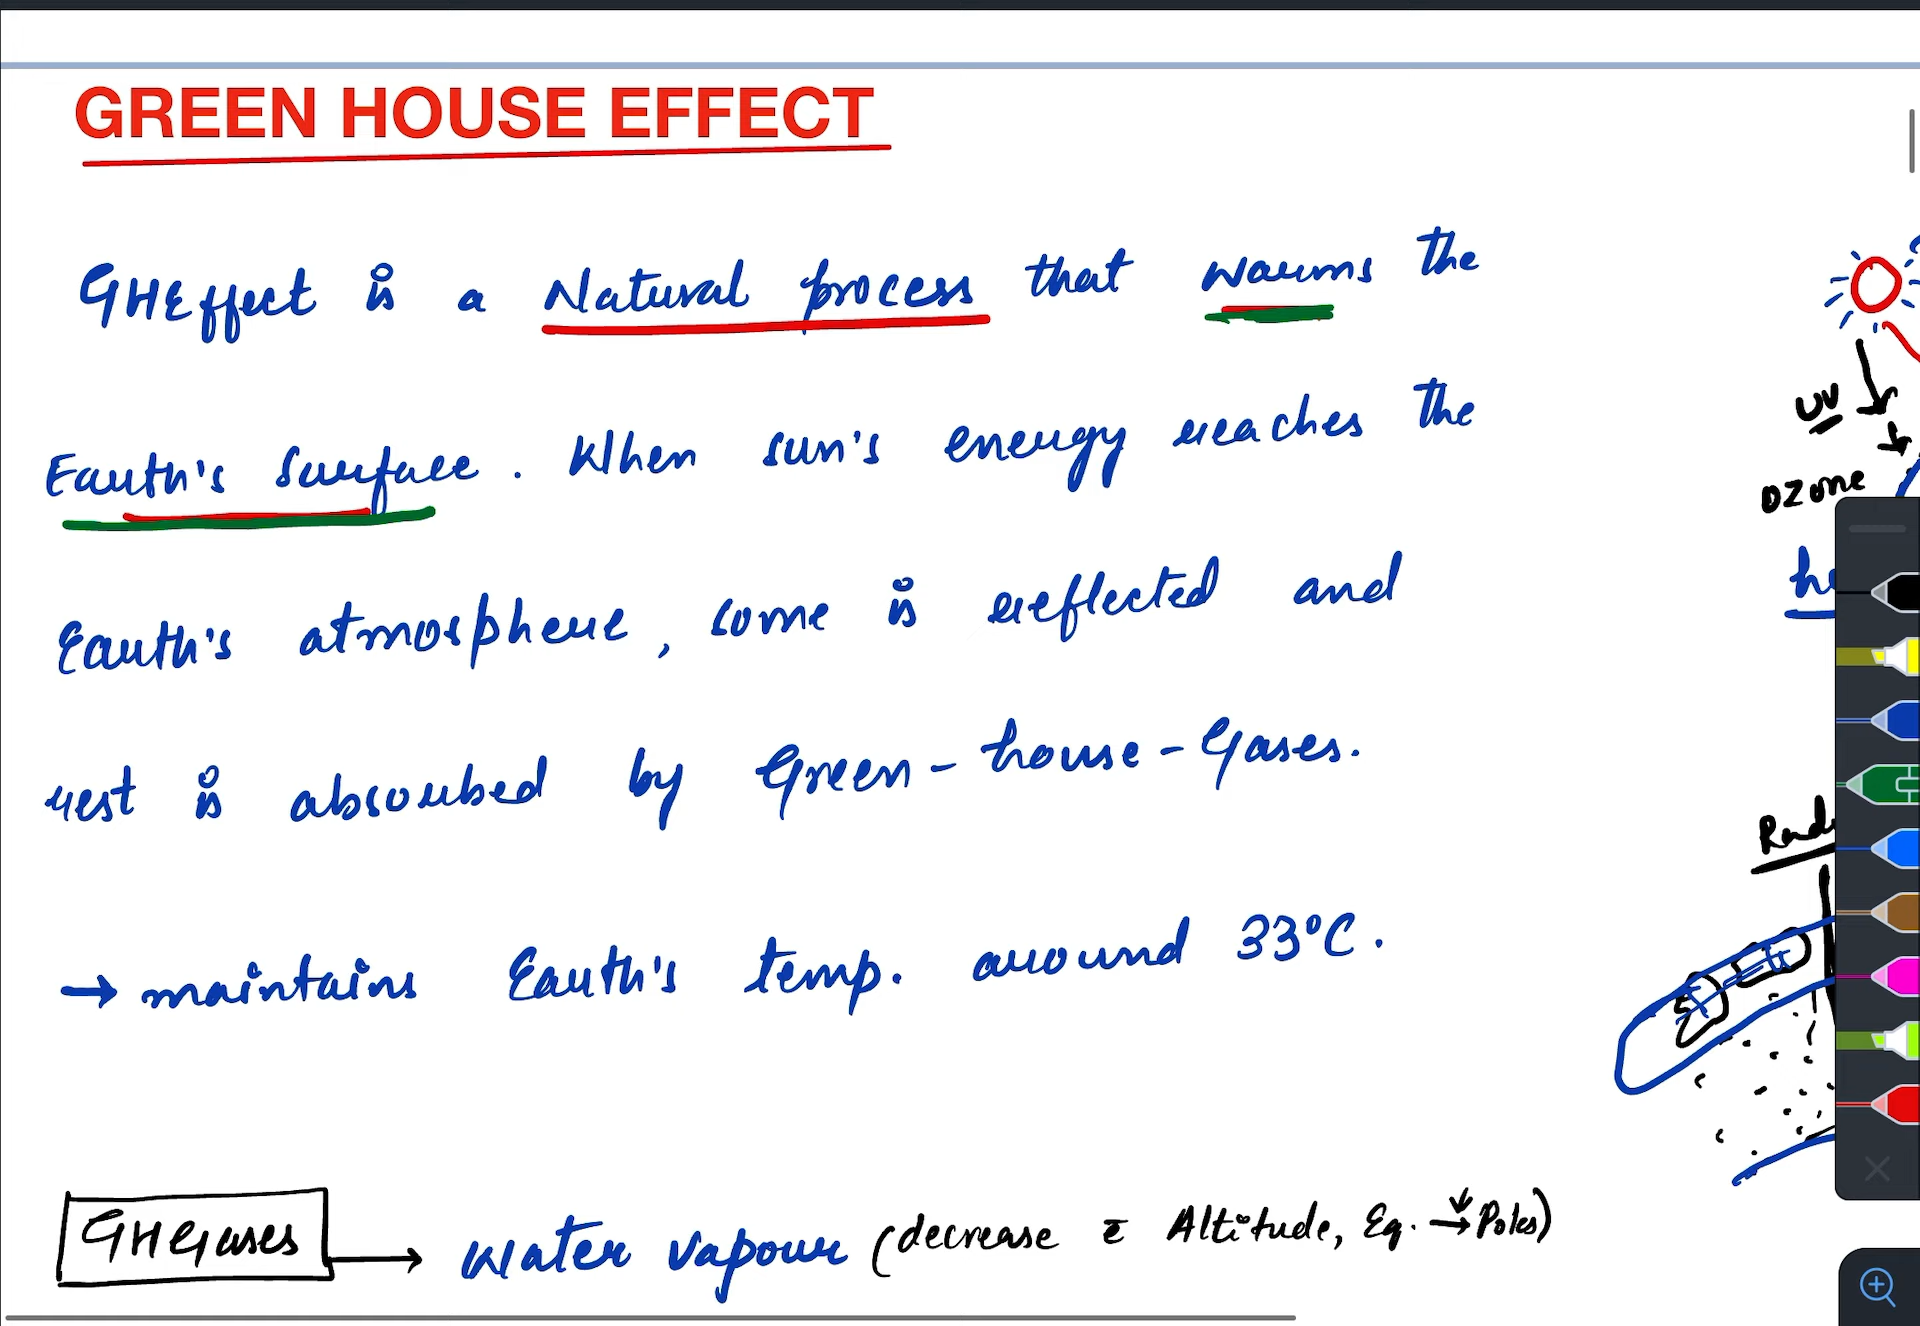 GREEN HOUSE EFFECT
GHEffect is a Natural process that warms the
UV
Earth's Surface. When sun's energy reaches the
OZone
Earth's atmosphere, some is reflected and
rest is absorbed by Green-house-Gases.
→ maintains Earth's temp. around 33°C.
GHGases → Water vapour (decrease c̄ Altitude, Eq. → Poles)